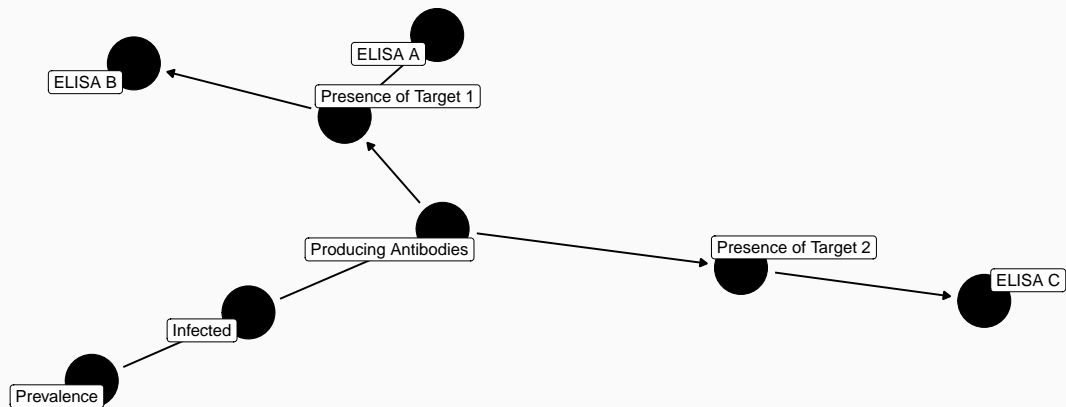 ELISA A
ELISA B
Presence of Target 1
Producing Antibodies
Presence of Target 2
ELISA C
Infected
Prevalence